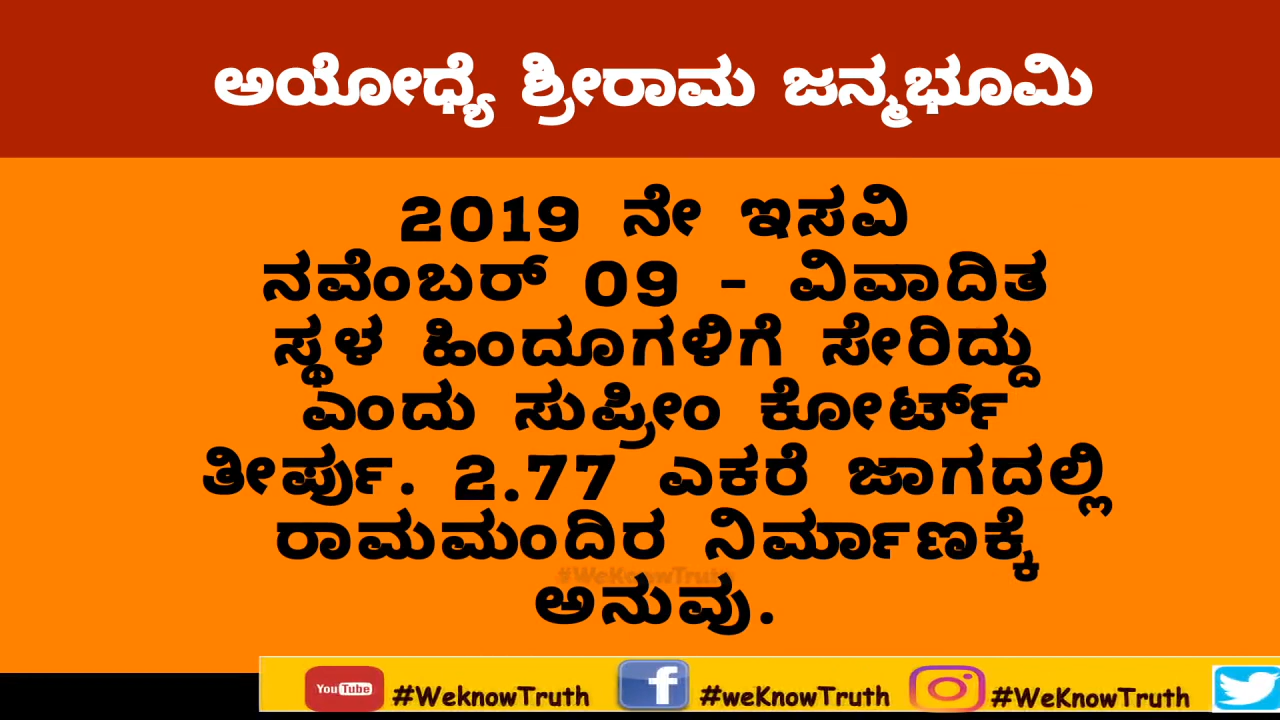 ಅಯೋಧ್ಯೆ ಶ್ರೀರಾಮ ಜನ್ಮಭೂಮಿ
2019 ನೇ ಇಸವಿ
ನವೆಂಬರ್ 09 - ವಿವಾದಿತ
ಸ್ಥಳ ಹಿಂದೂಗಳಿಗೆ ಸೇರಿದ್ದು
ಎಂದು ಸುಪ್ರೀಂ ಕೋರ್ಟ್
ತೀರ್ಪು. 2.77 ಎಕರೆ ಜಾಗದಲ್ಲಿ
ರಾಮಮಂದಿರ ನಿರ್ಮಾಣಕ್ಕೆ
#WeKnowTruth
ಅನುವು.
YouTube #WeknowTruth f #weKnowTruth #WeKnowTruth